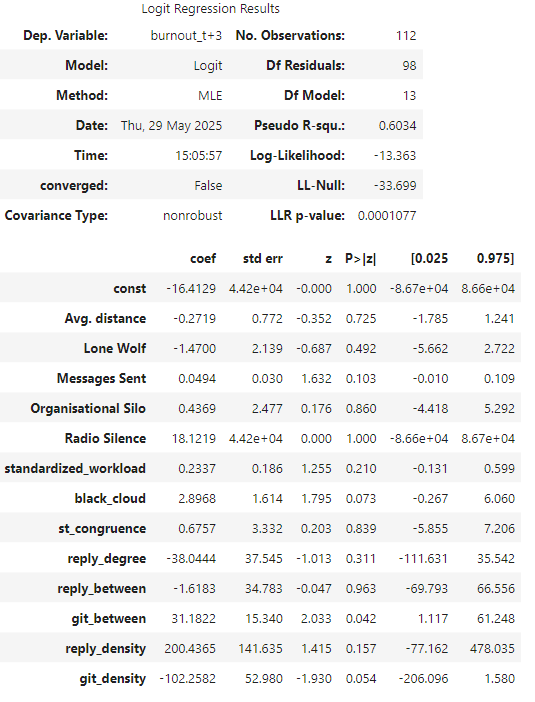 Logit Regression Results
Dep. Variable: burnout_t+3 No. Observations: 112
Model: Logit Df Residuals: 98
Method: MLE Df Model: 13
Date: Thu, 29 May 2025 Pseudo R-squ.: 0.6034
Time: 15:05:57 Log-Likelihood: -13.363
converged: False LL-Null: -33.699
Covariance Type: nonrobust LLR p-value: 0.0001077
coef std err z P>|z| [0.025 0.975]
const -16.4129 4.42e+04 -0.000 1.000 -8.67e+04 8.66e+04
Avg. distance -0.2719 0.772 -0.352 0.725 -1.785 1.241
Lone Wolf -1.4700 2.139 -0.687 0.492 -5.662 2.722
Messages Sent 0.0494 0.030 1.632 0.103 -0.010 0.109
Organisational Silo 0.4369 2.477 0.176 0.860 -4.418 5.292
Radio Silence 18.1219 4.42e+04 0.000 1.000 -8.66e+04 8.67e+04
standardized_workload 0.2337 0.186 1.255 0.210 -0.131 0.599
black_cloud 2.8968 1.614 1.795 0.073 -0.267 6.060
st_congruence 0.6757 3.332 0.203 0.839 -5.855 7.206
reply_degree -38.0444 37.545 -1.013 0.311 -111.631 35.542
reply_between -1.6183 34.783 -0.047 0.963 -69.793 66.556
git_between 31.1822 15.340 2.033 0.042 1.117 61.248
reply_density 200.4365 141.635 1.415 0.157 -77.162 478.035
git_density -102.2582 52.980 -1.930 0.054 -206.096 1.580